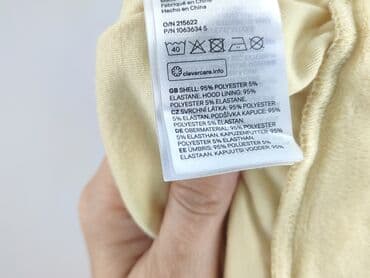 Fabriqué en China
Hecho en China
O/N 215622
P/N 1063634 S
40
clevercare.info
GB SHELL: 95% POLYESTER 5%
ELASTANE. HOOD LINING: 95%
POLYESTER 5% ELASTANE.
CZ SVRCHNÍ LÁTKA: 95% POLYESTER
5% ELASTAN. PODŠÍVKA KAPUCE: 95%
POLYESTER 5% ELASTAN.
DE OBERMATERIAL: 95% POLYESTER
5% ELASTHAN. KAPUZENFUTTER: 95%
POLYESTER 5% ELASTHAN.
EE ÜMBRIS: 95% POLÜESTER 5%
ELASTAAN. KAPUUTSI VOODER: 95%